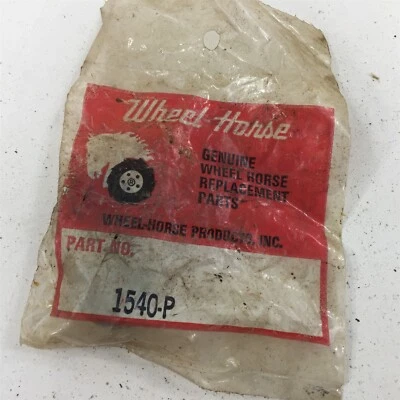 Wheel Horse
GENUINE
WHEEL HORSE
REPLACEMENT
PARTS
WHEEL-HORSE PRODUCTS, INC.
PART NO.
1540-P